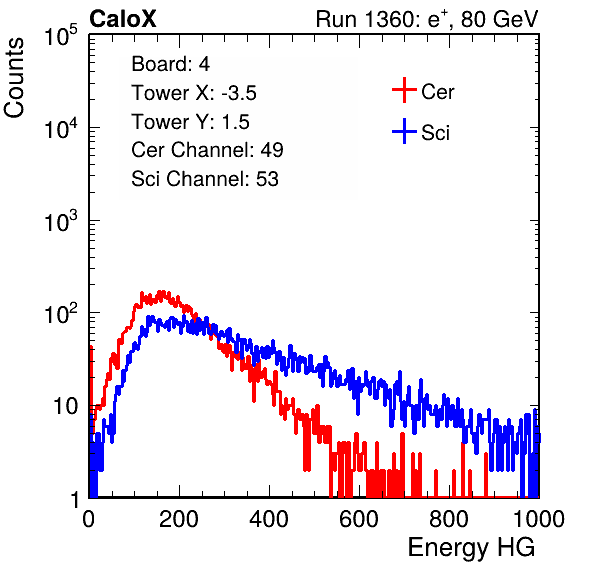 CaloX Run 1360: e⁺, 80 GeV
Counts
10⁵
10⁴
10³
10²
10
1
Board: 4
Tower X: -3.5
Tower Y: 1.5
Cer Channel: 49
Sci Channel: 53
Cer
Sci
0 200 400 600 800 1000
Energy HG